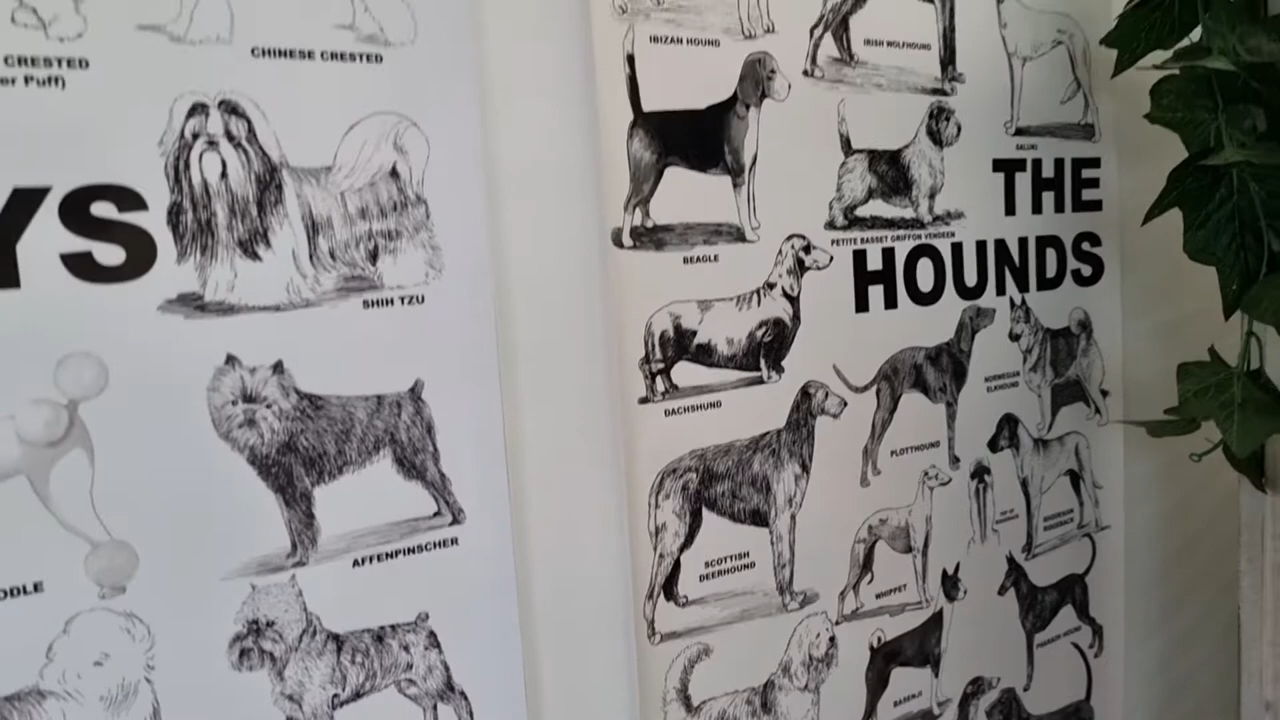 CRESTED
er Puff)
CHINESE CRESTED
YS
SHIH TZU
AFFENPINSCHER
ODLE
IBIZAN HOUND
IRISH WOLFHOUND
SALUKI
THE
HOUNDS
BEAGLE
PETITE BASSET GRIFFON VENDEEN
DACHSHUND
NORWEGIAN
ELKHOUND
PLOTTHOUND
RHODESIAN
RIDGEBACK
SCOTTISH
DEERHOUND
WHIPPET
PHARAOH HOUND
BASENJI